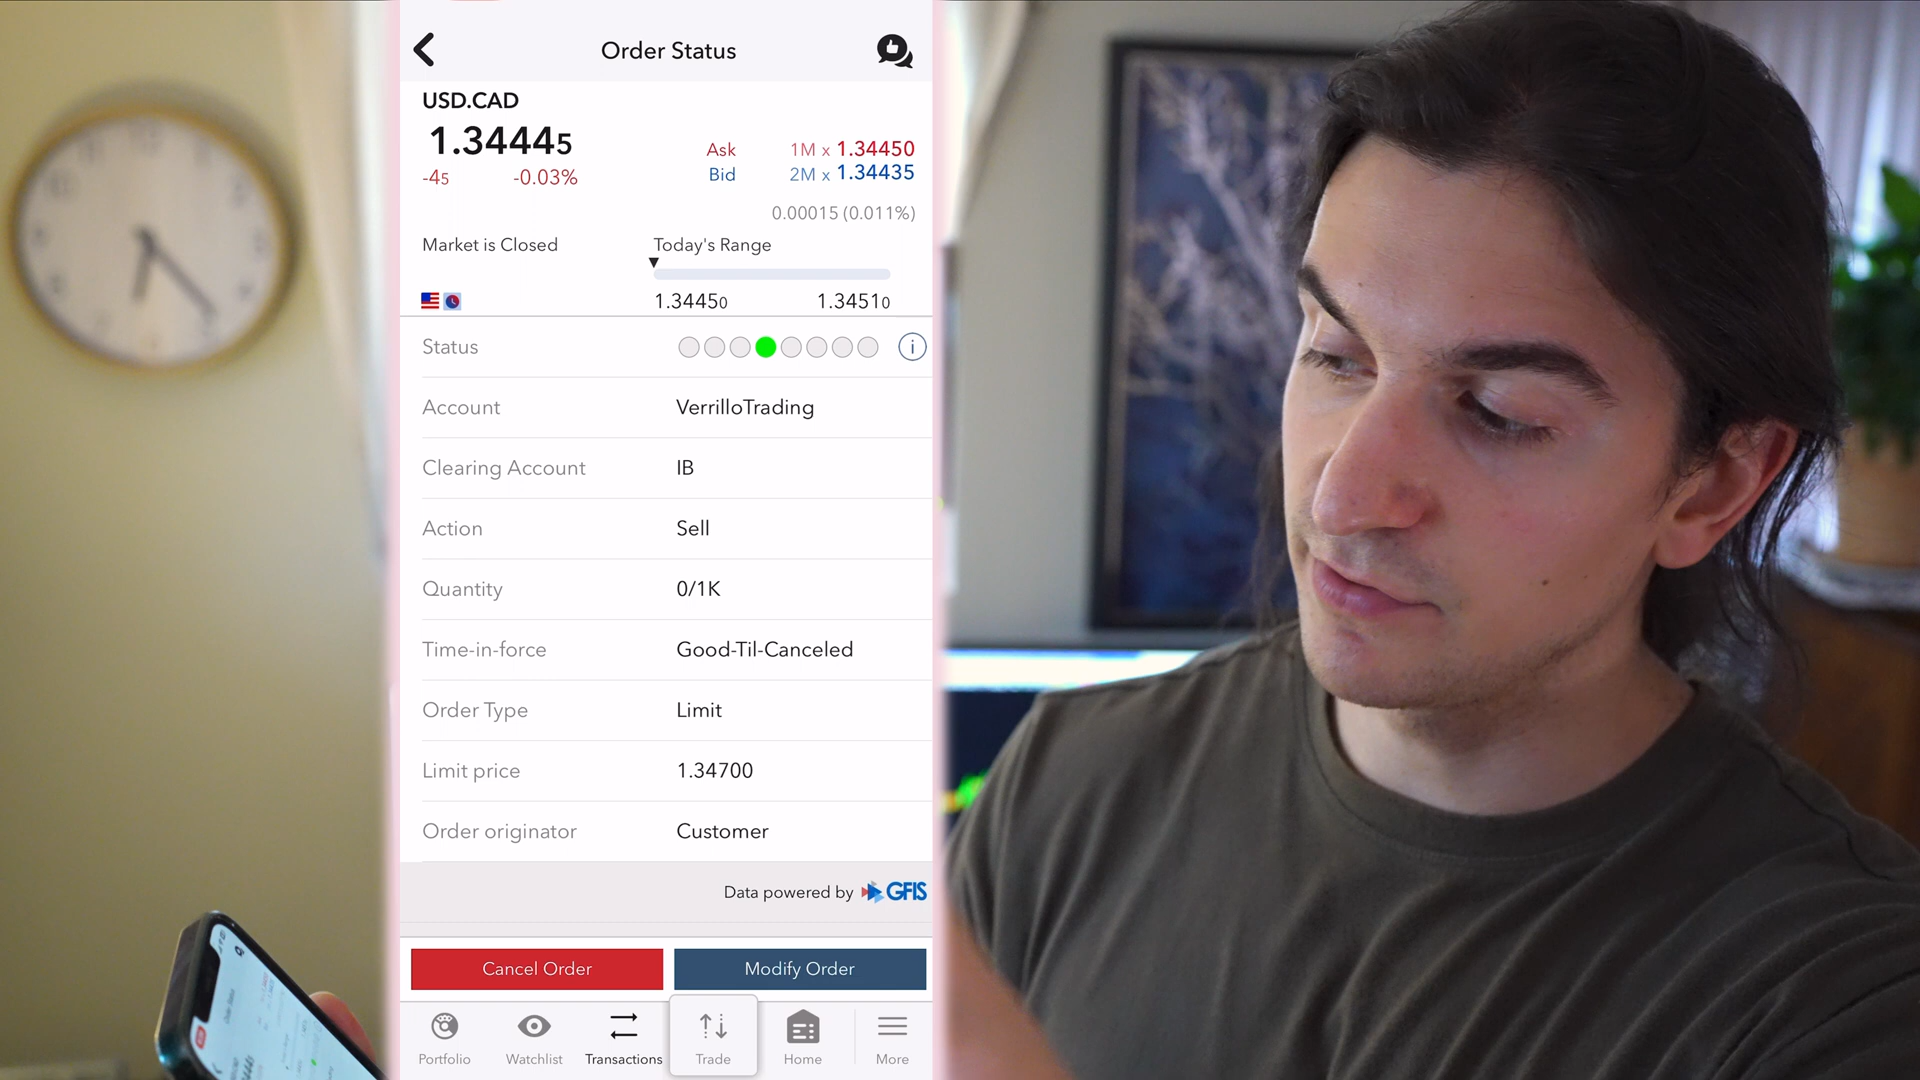 Order Status
USD.CAD
1.34445
Ask 1M x 1.34450
-45 -0.03%
Bid 2M x 1.34435
0.00015 (0.011%)
Market is Closed
Today's Range
1.34450 1.34510
Status
Account VerrilloTrading
Clearing Account IB
Action Sell
Quantity 0/1K
Time-in-force Good-Til-Canceled
Order Type Limit
Limit price 1.34700
Order originator Customer
Data powered by GFIS
Cancel Order Modify Order
Portfolio Watchlist Transactions Trade Home More